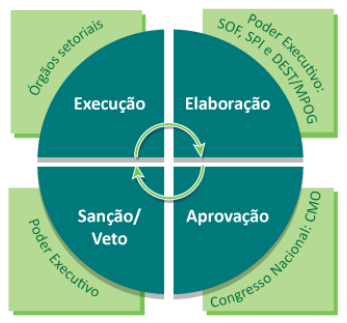 Órgãos setoriais
Execução
Poder Executivo:
SOF, SPI e DEST/MPOG
Elaboração
Poder Executivo
Sanção/
Veto
Congresso Nacional: CMO
Aprovação